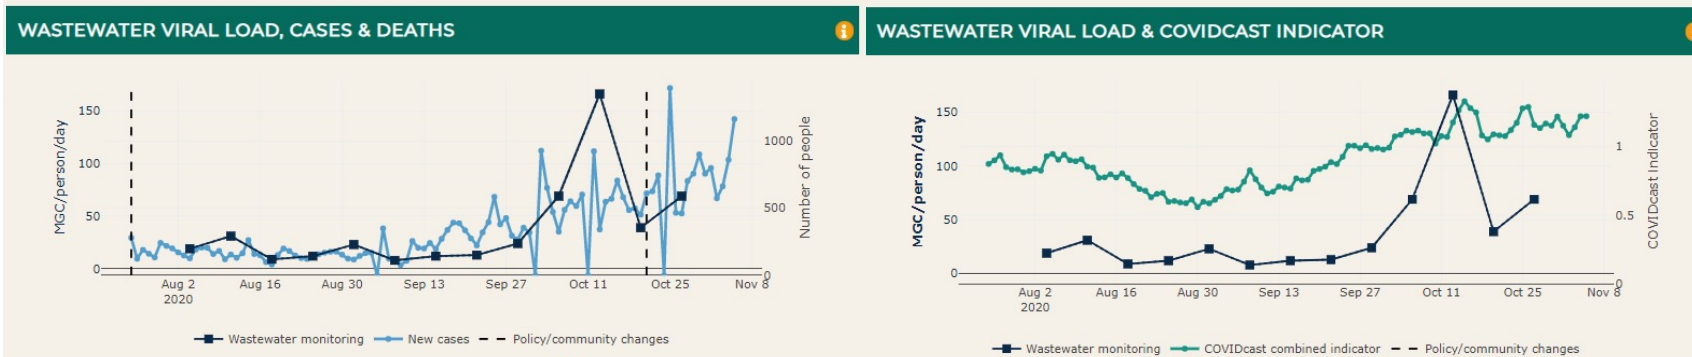 WASTEWATER VIRAL LOAD, CASES & DEATHS
i
150
100
50
0
MGC/person/day
1000
500
0
Number of people
Aug 2
2020
Aug 16
Aug 30
Sep 13
Sep 27
Oct 11
Oct 25
Nov 8
Wastewater monitoring
New cases
Policy/community changes
WASTEWATER VIRAL LOAD & COVIDCAST INDICATOR
150
100
50
0
MGC/person/day
1
0.5
0
COVIDcast Indicator
Aug 2
2020
Aug 16
Aug 30
Sep 13
Sep 27
Oct 11
Oct 25
Nov 8
Wastewater monitoring
COVIDcast combined indicator
Policy/community changes